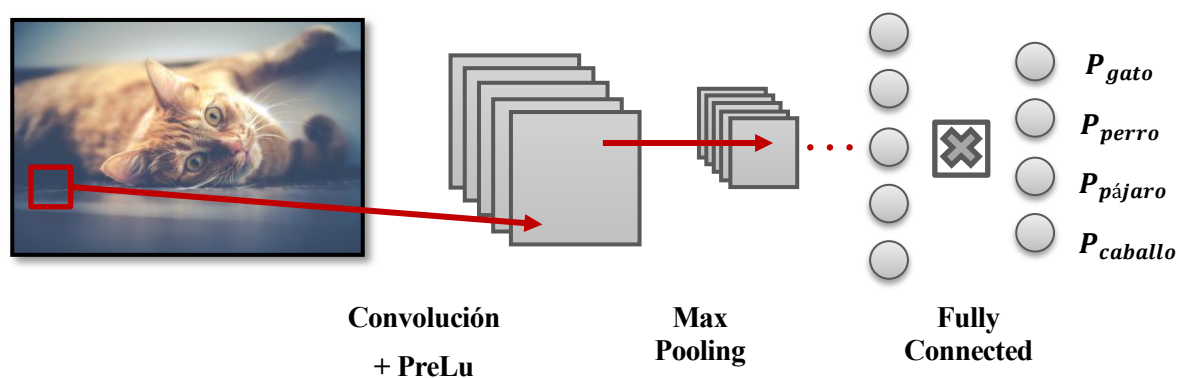 P_gato
P_perro
P_pájaro
P_caballo
Convolución
+ PreLu
Max
Pooling
Fully
Connected